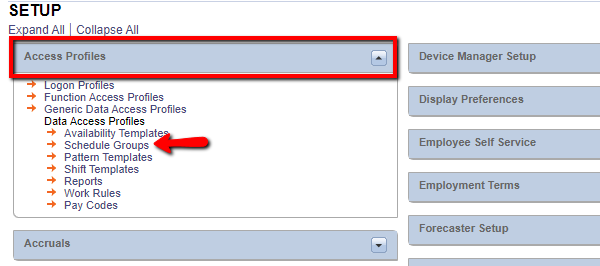 SETUP
Expand All | Collapse All
Access Profiles
Logon Profiles
Function Access Profiles
Generic Data Access Profiles
Data Access Profiles
Availability Templates
Schedule Groups
Pattern Templates
Shift Templates
Reports
Work Rules
Pay Codes
Accruals
Device Manager Setup
Display Preferences
Employee Self Service
Employment Terms
Forecaster Setup